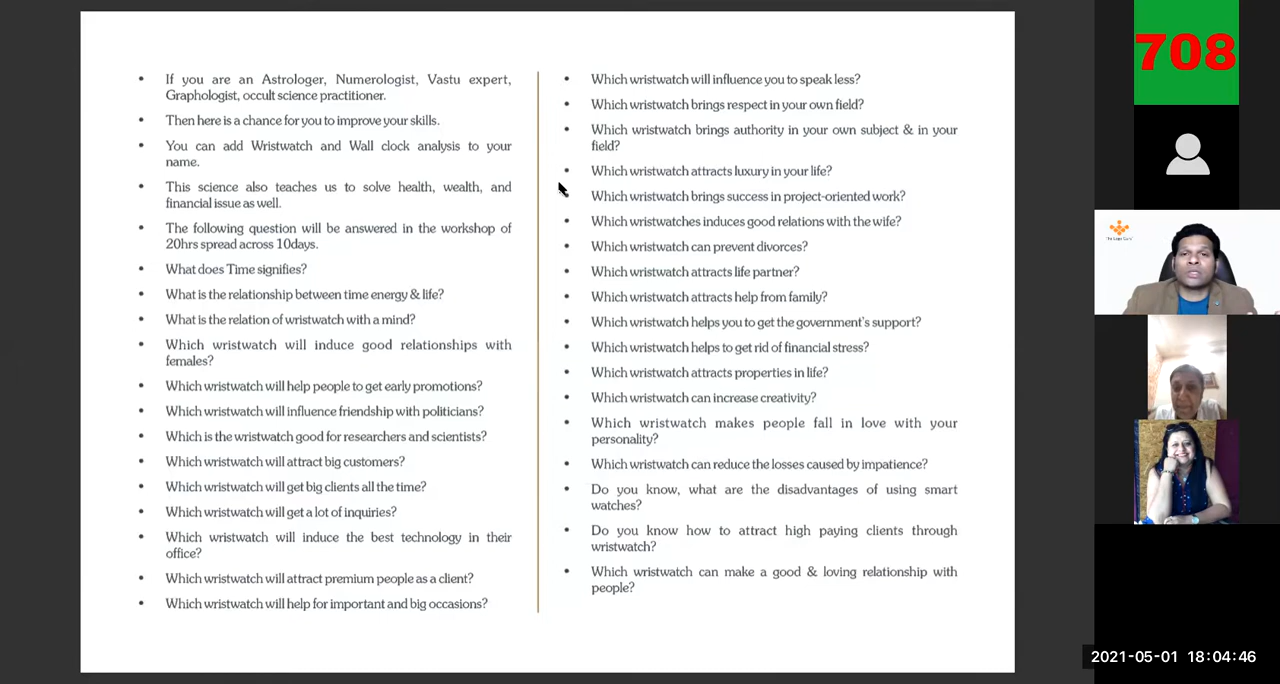 • If you are an Astrologer, Numerologist, Vastu expert,
Graphologist, occult science practitioner.
• Then here is a chance for you to improve your skills.
• You can add Wristwatch and Wall clock analysis to your
name.
• This science also teaches us to solve health, wealth, and
financial issue as well.
• The following question will be answered in the workshop of
20hrs spread across 10days.
• What does Time signifies?
• What is the relationship between time energy & life?
• What is the relation of wristwatch with a mind?
• Which wristwatch will induce good relationships with
females?
• Which wristwatch will help people to get early promotions?
• Which wristwatch will influence friendship with politicians?
• Which is the wristwatch good for researchers and scientists?
• Which wristwatch will attract big customers?
• Which wristwatch will get big clients all the time?
• Which wristwatch will get a lot of inquiries?
• Which wristwatch will induce the best technology in their
office?
• Which wristwatch will attract premium people as a client?
• Which wristwatch will help for important and big occasions?
• Which wristwatch will influence you to speak less?
• Which wristwatch brings respect in your own field?
• Which wristwatch brings authority in your own subject & in your
field?
• Which wristwatch attracts luxury in your life?
• Which wristwatch brings success in project-oriented work?
• Which wristwatches induces good relations with the wife?
• Which wristwatch can prevent divorces?
• Which wristwatch attracts life partner?
• Which wristwatch attracts help from family?
• Which wristwatch helps you to get the government's support?
• Which wristwatch helps to get rid of financial stress?
• Which wristwatch attracts properties in life?
• Which wristwatch can increase creativity?
• Which wristwatch makes people fall in love with your
personality?
• Which wristwatch can reduce the losses caused by impatience?
• Do you know, what are the disadvantages of using smart
watches?
• Do you know how to attract high paying clients through
wristwatch?
• Which wristwatch can make a good & loving relationship with
people?
708
2021-05-01 18:04:46